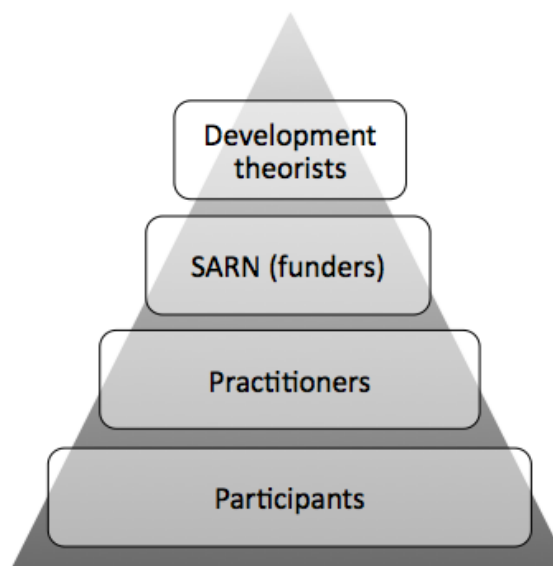 Development
theorists
SARN (funders)
Practitioners
Participants